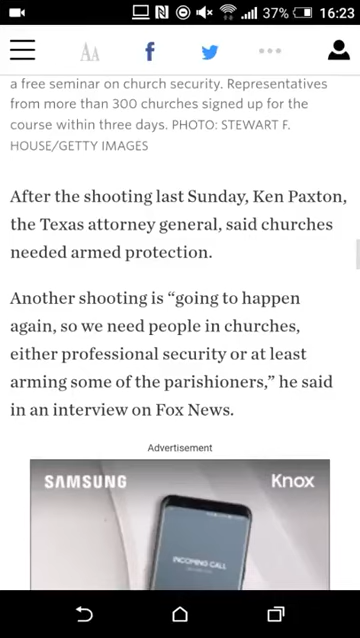 37% 16:23
AA f
a free seminar on church security. Representatives
from more than 300 churches signed up for the
course within three days. PHOTO: STEWART F.
HOUSE/GETTY IMAGES
After the shooting last Sunday, Ken Paxton,
the Texas attorney general, said churches
needed armed protection.
Another shooting is “going to happen
again, so we need people in churches,
either professional security or at least
arming some of the parishioners,” he said
in an interview on Fox News.
Advertisement
SAMSUNG Knox
INCOMING CALL